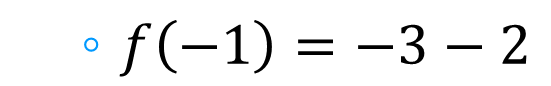 ◦ f(−1) = −3 − 2